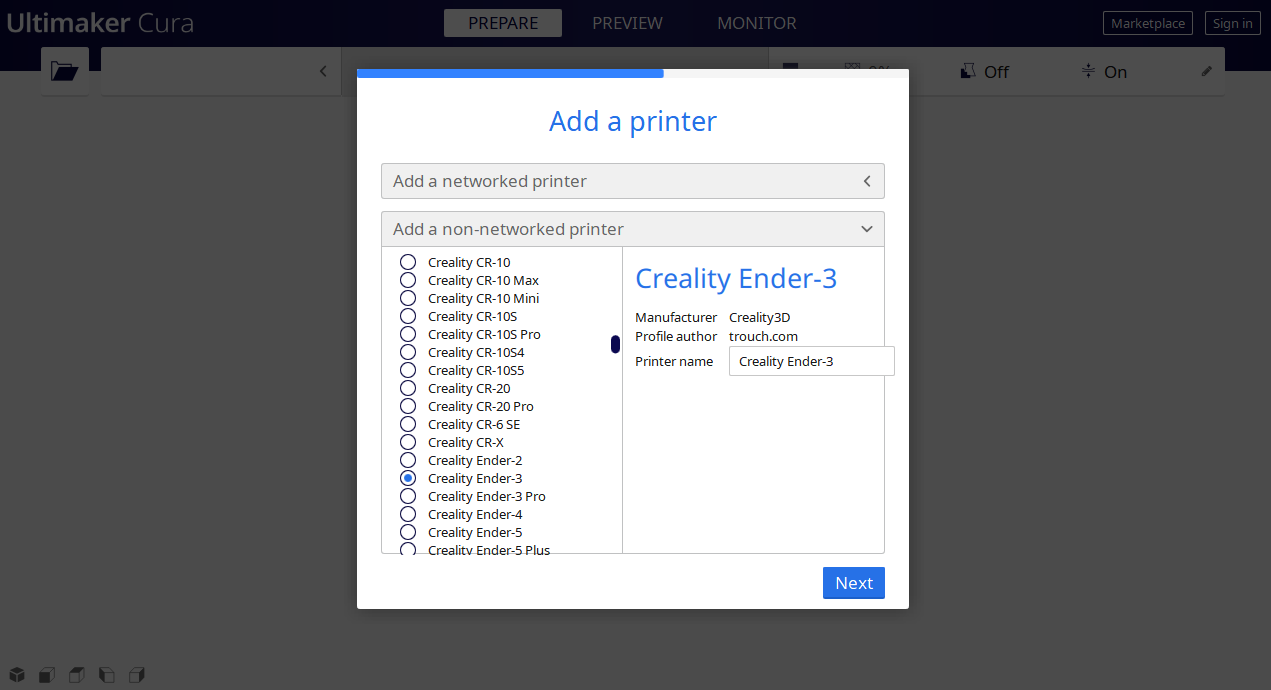 Ultimaker Cura
PREPARE PREVIEW MONITOR
Marketplace Sign in
Off On
Add a printer
Add a networked printer
Add a non-networked printer
Creality CR-10
Creality CR-10 Max
Creality CR-10 Mini
Creality CR-10S
Creality CR-10S Pro
Creality CR-10S4
Creality CR-10S5
Creality CR-20
Creality CR-20 Pro
Creality CR-6 SE
Creality CR-X
Creality Ender-2
Creality Ender-3
Creality Ender-3 Pro
Creality Ender-4
Creality Ender-5
Creality Ender-5 Plus
Creality Ender-3
Manufacturer Creality3D
Profile author trouch.com
Printer name Creality Ender-3
Next